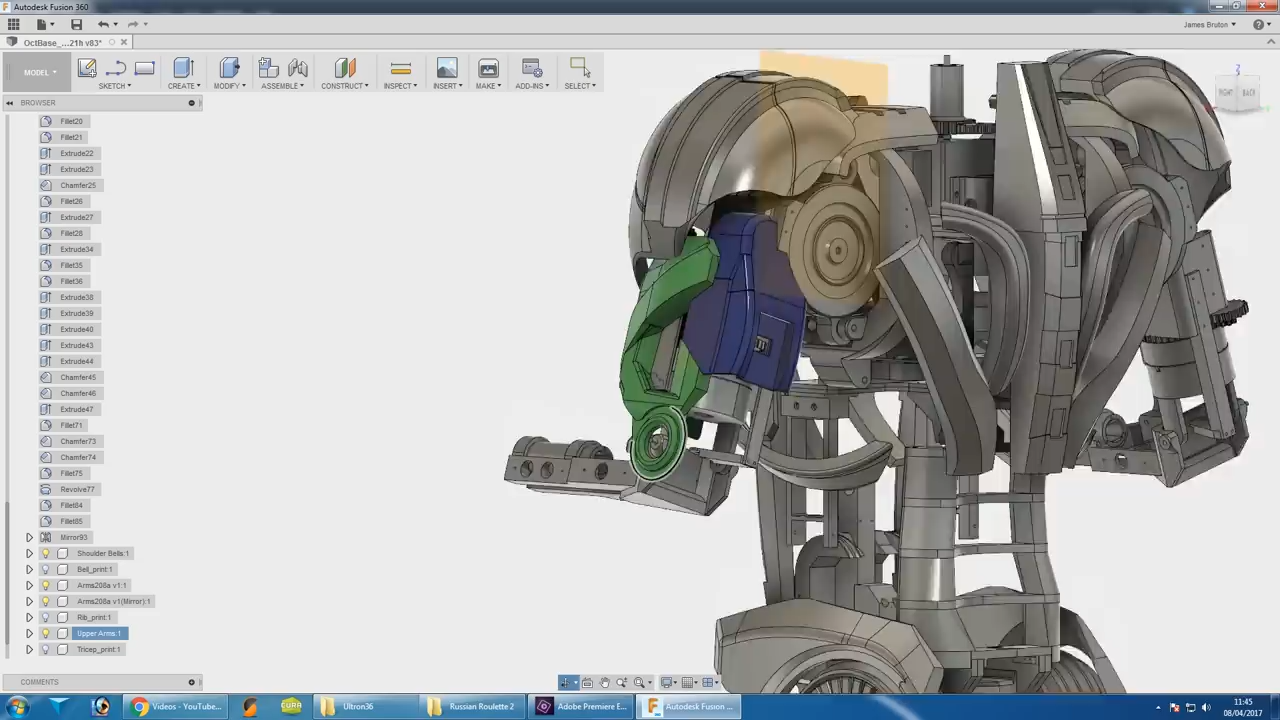 Autodesk Fusion 360
James Bruton
OctBase_...21h v83*
MODEL
SKETCH
CREATE
MODIFY
ASSEMBLE
CONSTRUCT
INSPECT
INSERT
MAKE
ADD-INS
SELECT
BROWSER
Z
RIGHT
BACK
Fillet20
Fillet21
Extrude22
Extrude23
Chamfer25
Fillet26
Extrude27
Fillet28
Extrude34
Fillet35
Fillet36
Extrude38
Extrude39
Extrude40
Extrude43
Extrude44
Chamfer45
Chamfer46
Extrude47
Fillet71
Chamfer73
Chamfer74
Fillet75
Revolve77
Fillet84
Fillet85
Mirror93
Shoulder Bells:1
Bell_print:1
Arms208a v1:1
Arms208a v1(Mirror):1
Rib_print:1
Upper Arms:1
Tricep_print:1
COMMENTS
CURA
Videos - YouTube...
Ultron36
Russian Roulette 2
Adobe Premiere E...
Autodesk Fusion ...
11:45
08/04/2017